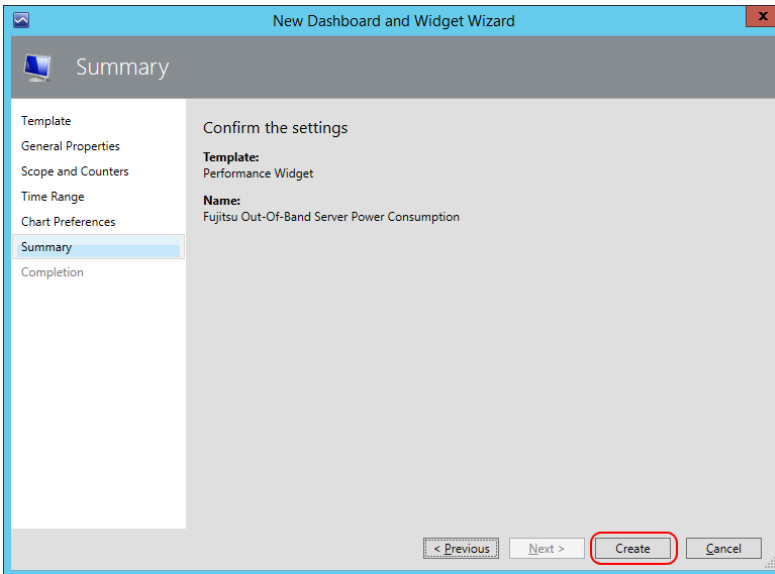 New Dashboard and Widget Wizard
x
Summary
Template
General Properties
Scope and Counters
Time Range
Chart Preferences
Summary
Completion
Confirm the settings
Template:
Performance Widget
Name:
Fujitsu Out-Of-Band Server Power Consumption
< Previous Next > Create Cancel